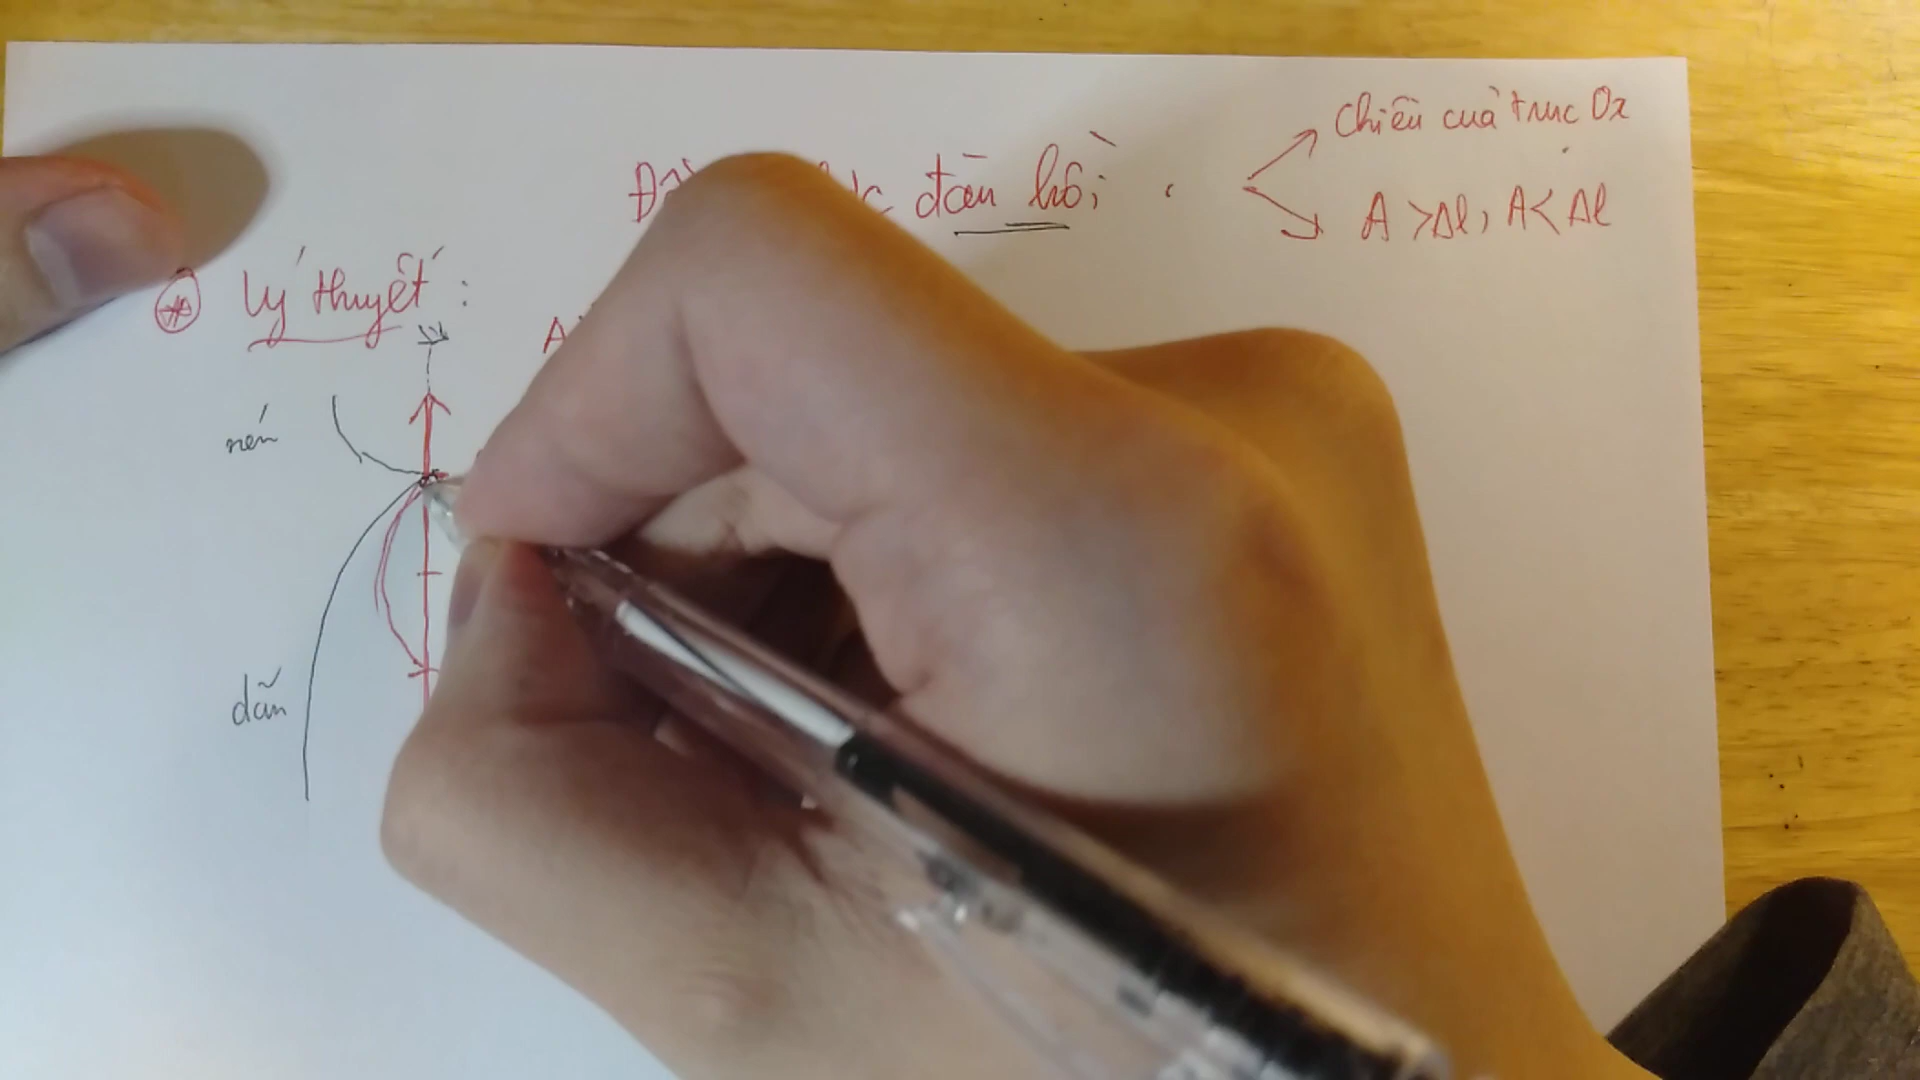 Chiều của trục Ox
đàn hồi :
A > Δl, A < Δl
Lý thuyết :
nén
dãn